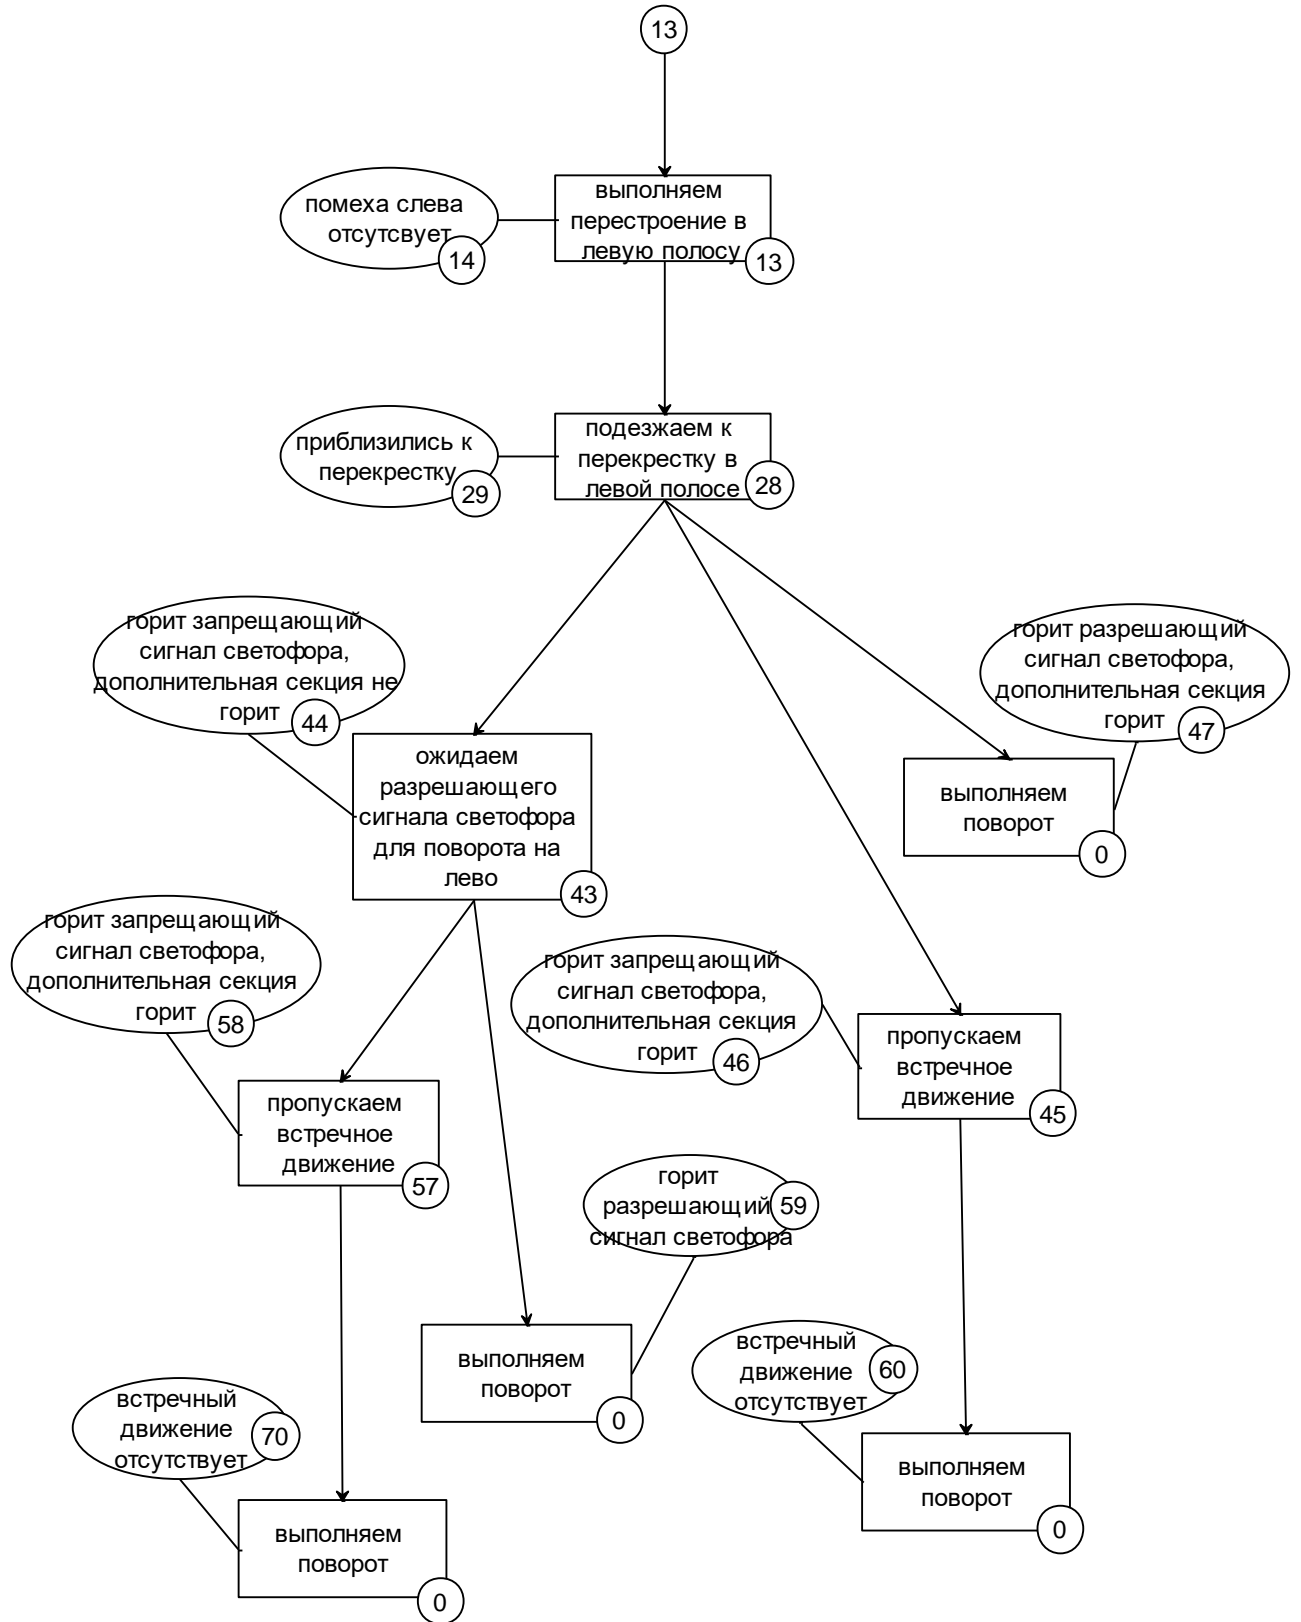 13
помеха слева
отсутсвует
14
выполняем
перестроение в
левую полосу
13
приблизились к
перекрестку
29
подезжаем к
перекрестку в
левой полосе
28
горит запрещающий
сигнал светофора,
дополнительная секция не
горит
44
горит разрешающий
сигнал светофора,
дополнительная секция
горит
47
ожидаем
разрешающего
сигнала светофора
для поворота на
лево
43
выполняем
поворот
0
горит запрещающий
сигнал светофора,
дополнительная секция
горит
58
горит запрещающий
сигнал светофора,
дополнительная секция
горит
46
пропускаем
встречное
движение
45
пропускаем
встречное
движение
57
горит
разрешающий
сигнал светофора
59
выполняем
поворот
0
встречный
движение
отсутствует
60
встречный
движение
отсутствует
70
выполняем
поворот
0
выполняем
поворот
0